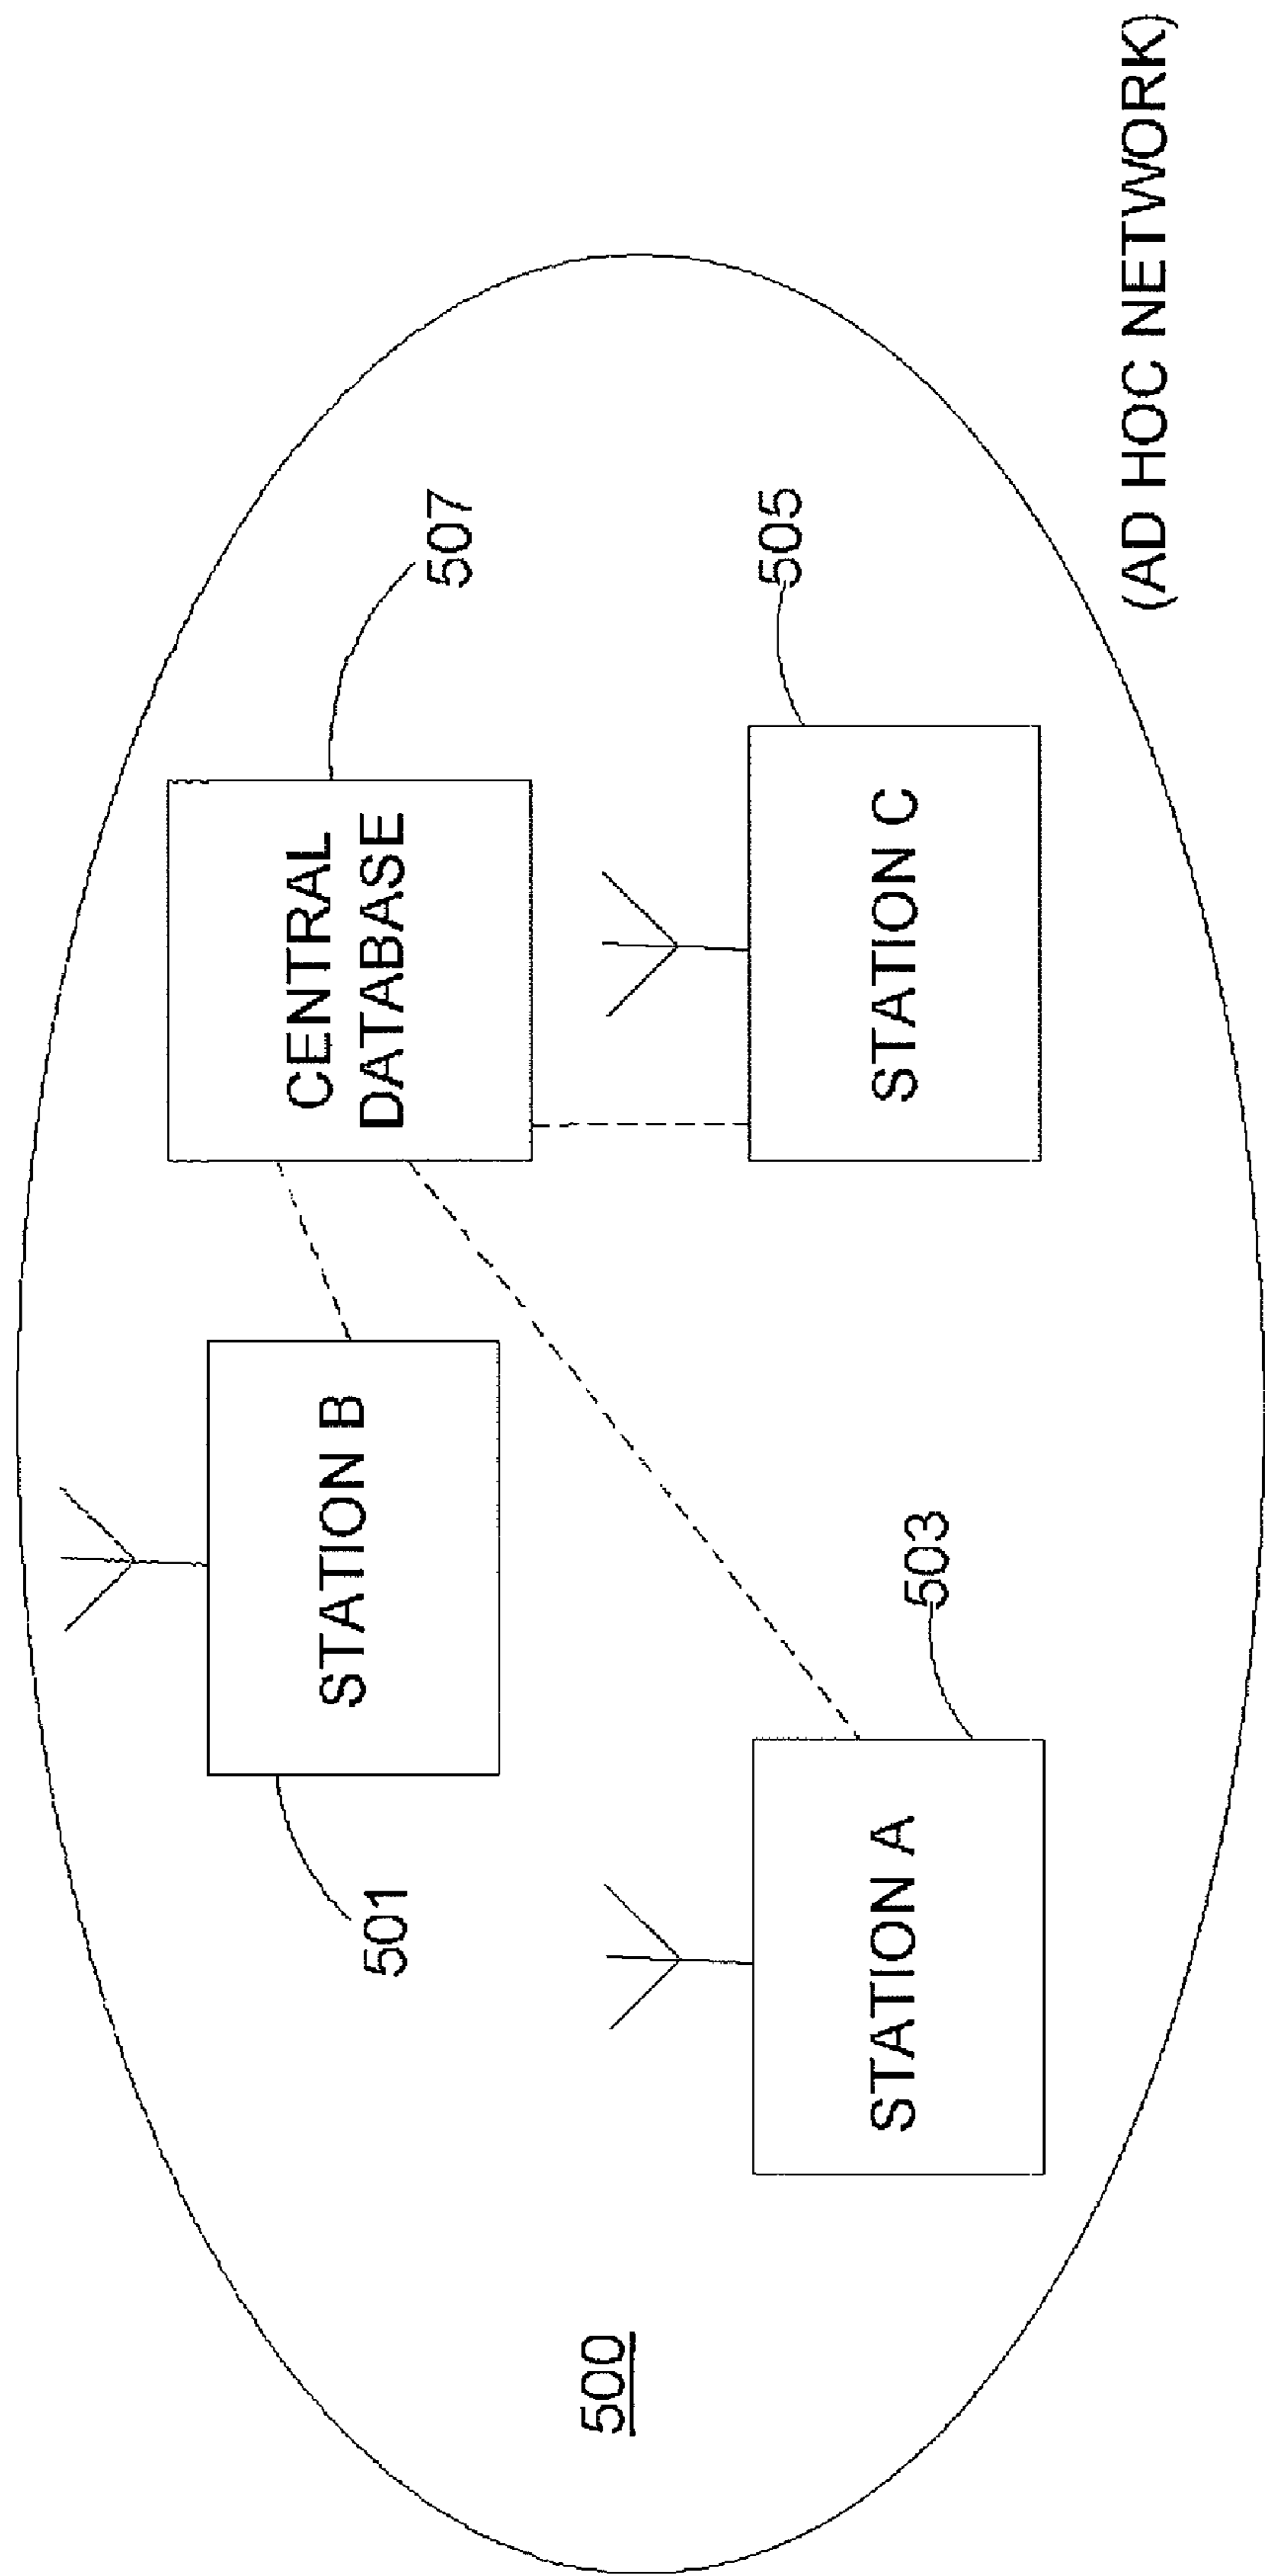 STATION B
501
CENTRAL
DATABASE
507
500
STATION A
503
STATION C
505
(AD HOC NETWORK)